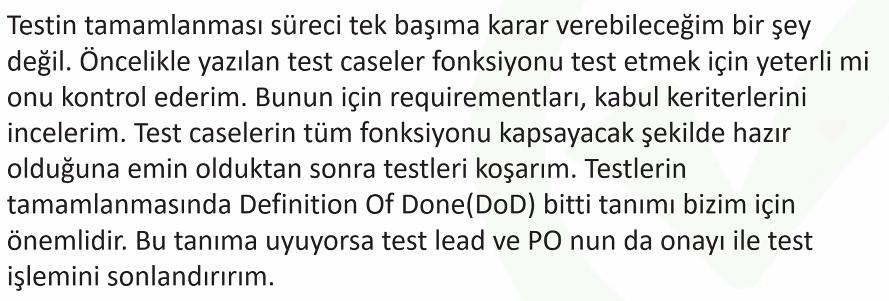 Testin tamamlanması süreci tek başıma karar verebileceğim bir şey
değil. Öncelikle yazılan test caseler fonksiyonu test etmek için yeterli mi
onu kontrol ederim. Bunun için requirementları, kabul keriterlerini
incelerim. Test caselerin tüm fonksiyonu kapsayacak şekilde hazır
olduğuna emin olduktan sonra testleri koşarım. Testlerin
tamamlanmasında Definition Of Done(DoD) bitti tanımı bizim için
önemlidir. Bu tanıma uyuyorsa test lead ve PO nun da onayı ile test
işlemini sonlandırırım.